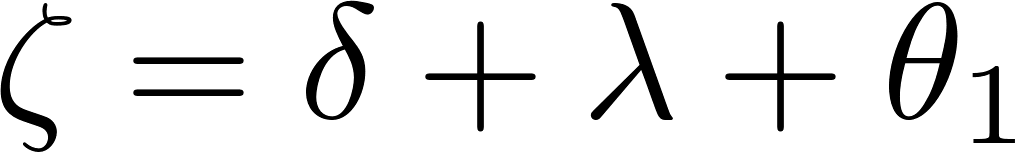 ζ = δ + λ + θ₁